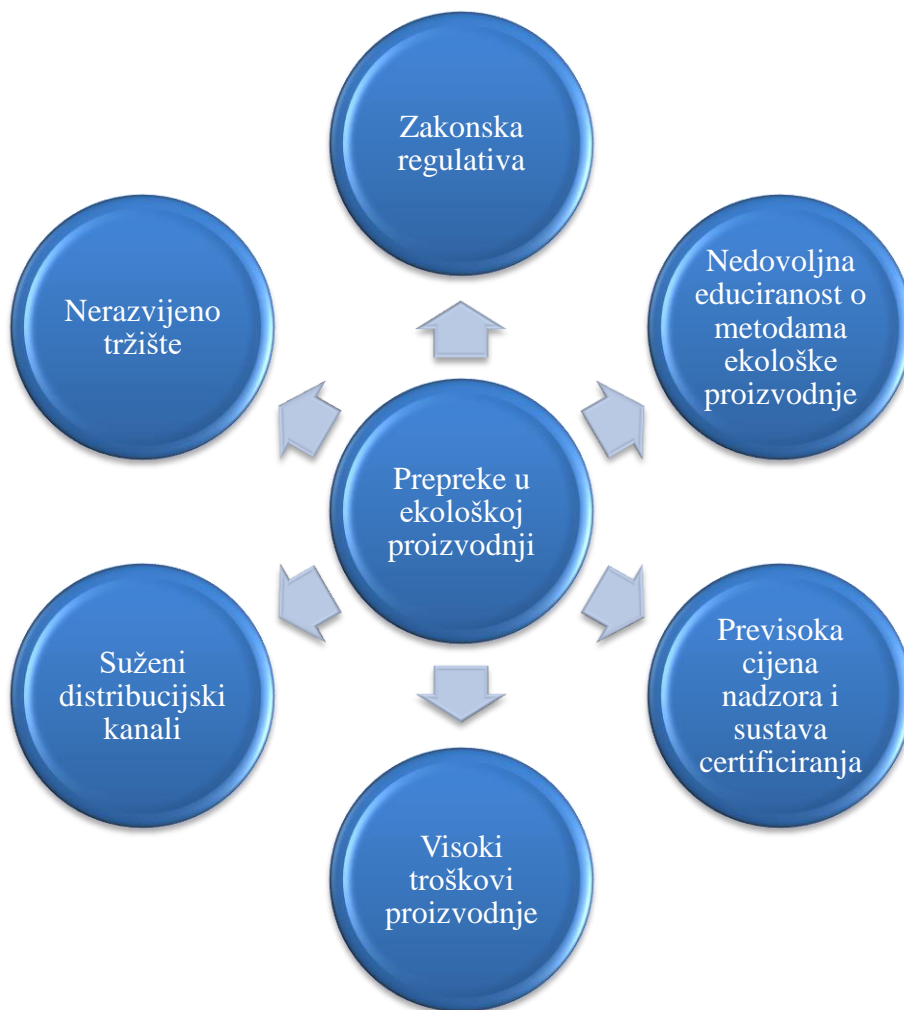 Zakonska
regulativa
Nedovoljna
educiranost o
metodama
ekološke
proizvodnje
Nerazvijeno
tržište
Prepreke u
ekološkoj
proizvodnji
Previsoka
cijena
nadzora i
sustava
certificiranja
Suženi
distribucijski
kanali
Visoki
troškovi
proizvodnje